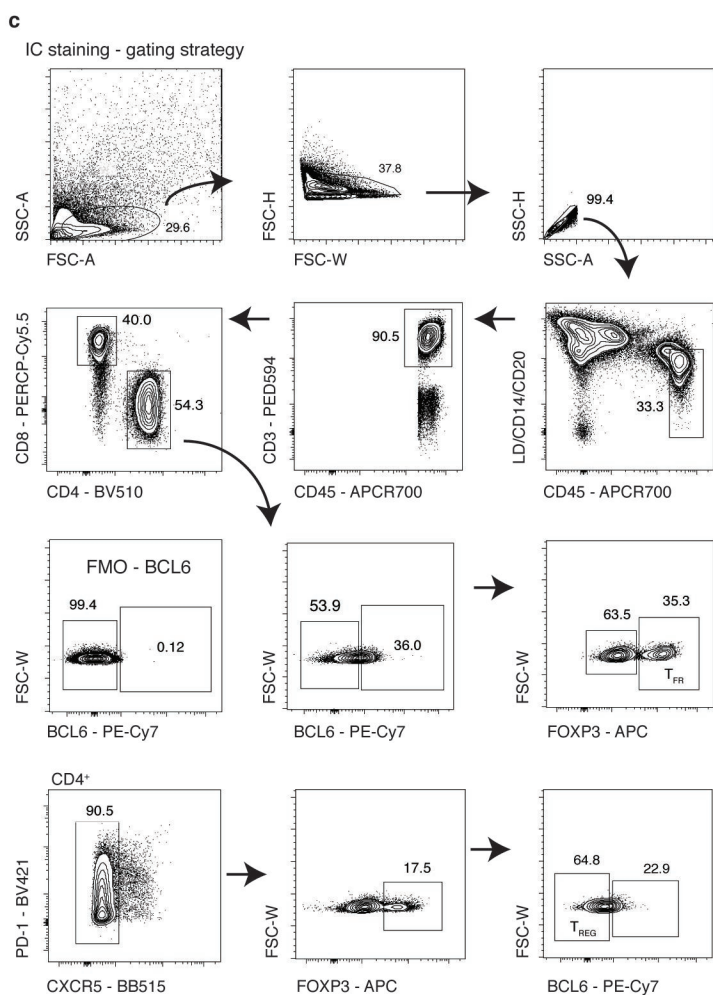 c
IC staining - gating strategy
SSC-A
29.6
FSC-A
FSC-H
37.8
FSC-W
SSC-H
99.4
SSC-A
CD8 - PERCP-Cy5.5
40.0
54.3
CD4 - BV510
CD3 - PED594
90.5
CD45 - APCR700
LD/CD14/CD20
33.3
CD45 - APCR700
FSC-W
FMO - BCL6
99.4
0.12
BCL6 - PE-Cy7
FSC-W
53.9
36.0
BCL6 - PE-Cy7
FSC-W
63.5
35.3
TFR
FOXP3 - APC
CD4+
90.5
PD-1 - BV421
CXCR5 - BB515
FSC-W
17.5
FOXP3 - APC
FSC-W
64.8
22.9
TREG
BCL6 - PE-Cy7